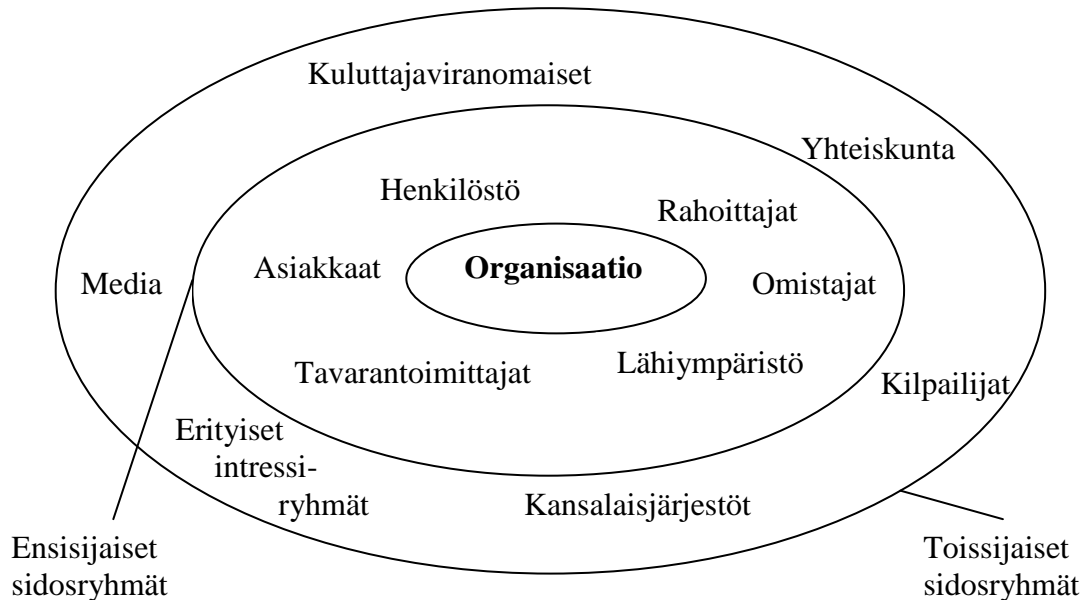 Kuluttajaviranomaiset
Yhteiskunta
Henkilöstö
Rahoittajat
Asiakkaat
Organisaatio
Media
Omistajat
Tavarantoimittajat
Lähiympäristö
Kilpailijat
Erityiset
intressi-
ryhmät
Kansalaisjärjestöt
Ensisijaiset
sidosryhmät
Toissijaiset
sidosryhmät